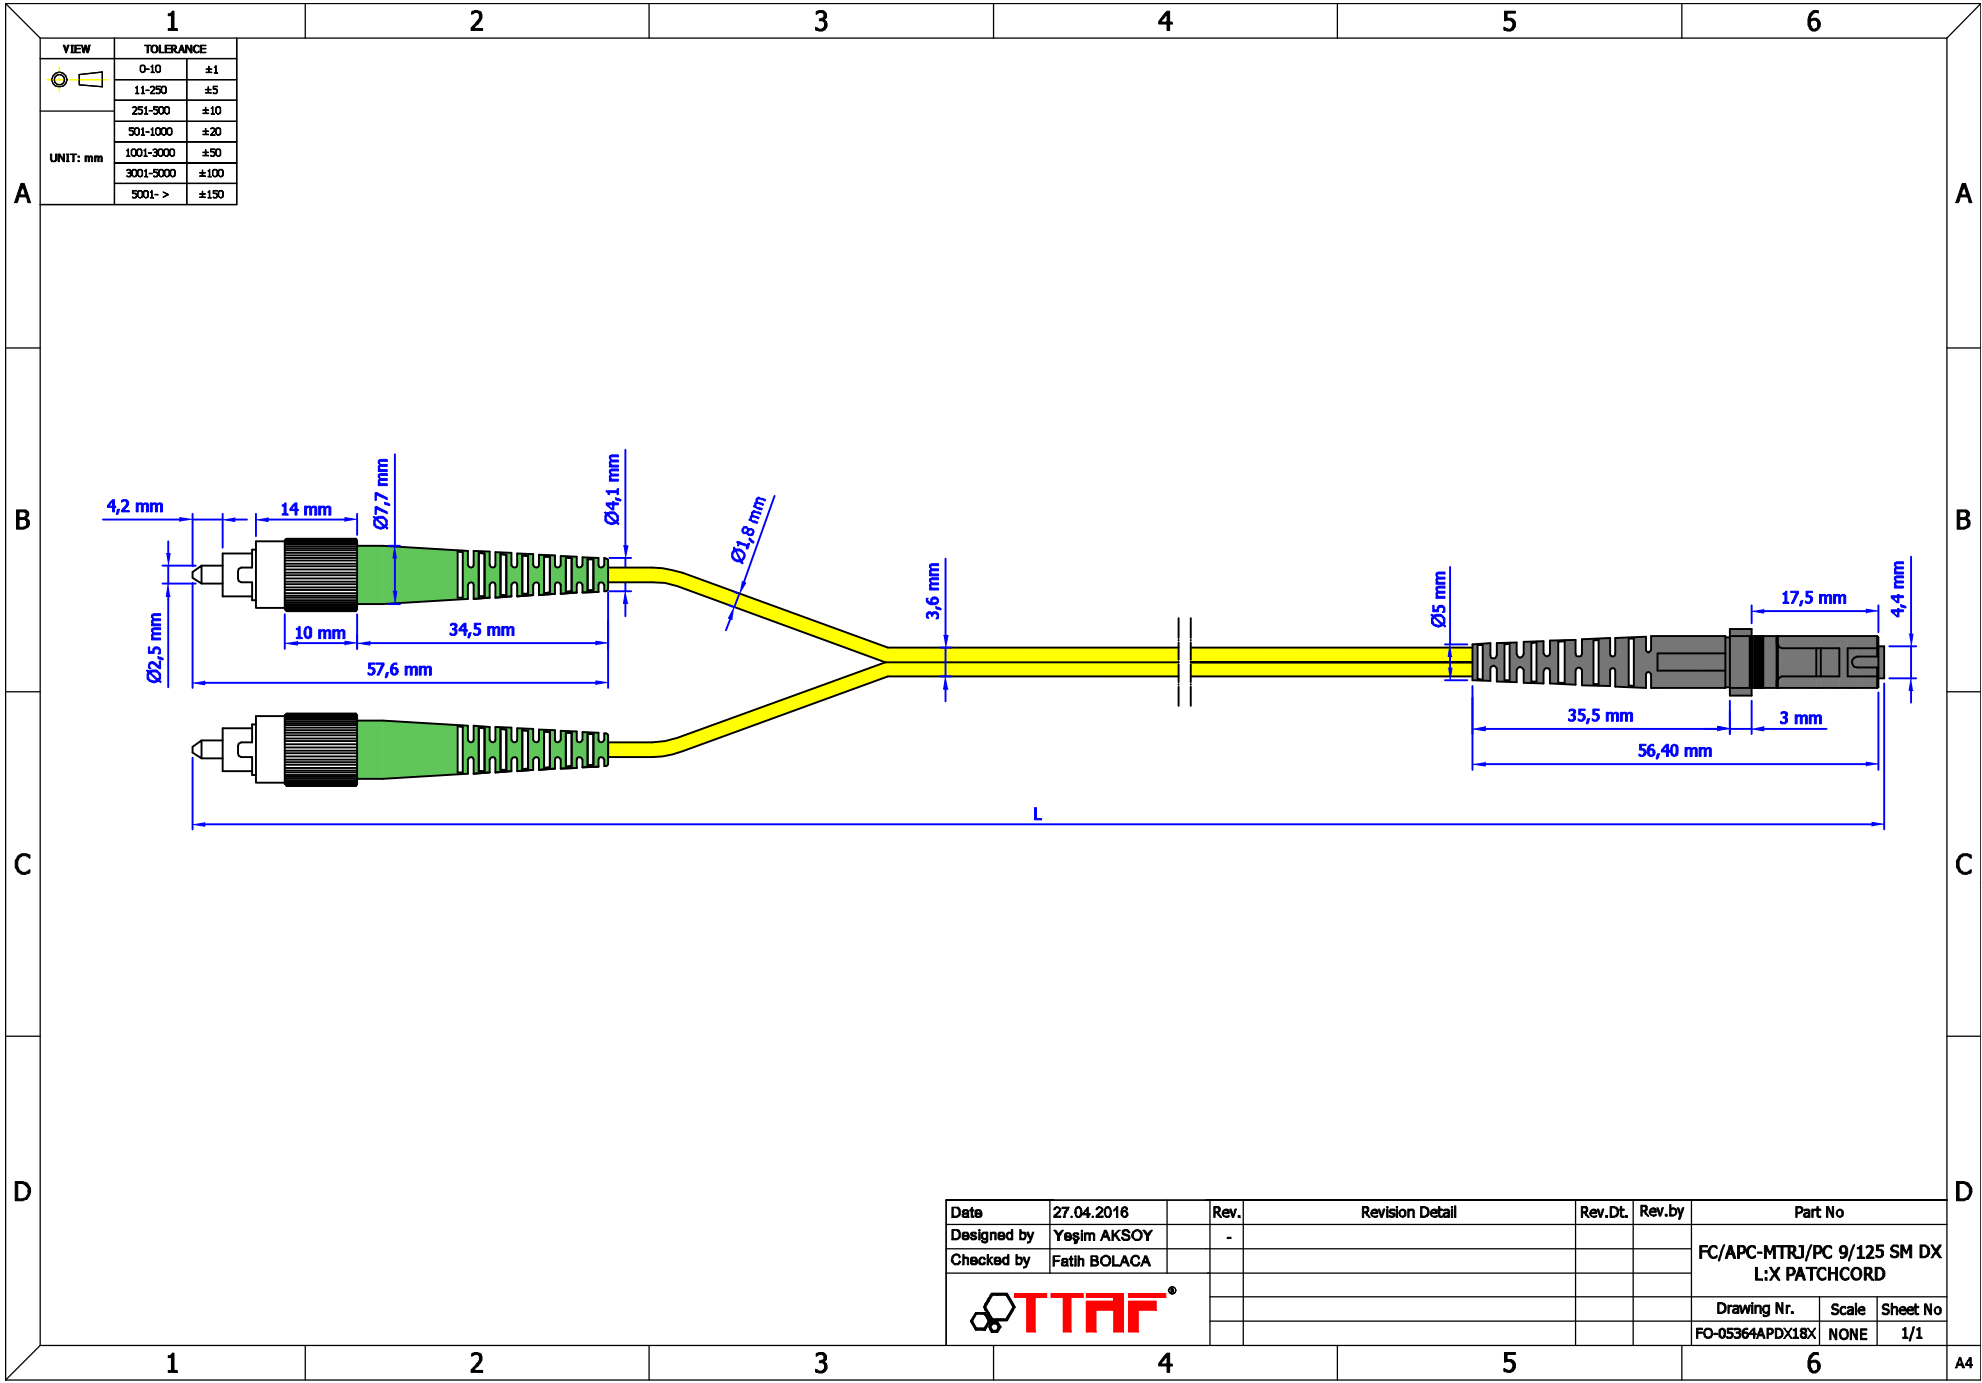 1 2 3 4 5 6
VIEW TOLERANCE
0-10 ±1
11-250 ±5
251-500 ±10
501-1000 ±20
UNIT: mm
1001-3000 ±50
3001-5000 ±100
5001- > ±150
A A
B B
4,2 mm
14 mm
Ø7,7 mm
Ø4,1 mm
Ø1,8 mm
Ø2,5 mm
10 mm
34,5 mm
57,6 mm
3,6 mm
Ø5 mm
17,5 mm
4,4 mm
35,5 mm
3 mm
56,40 mm
L
C C
D D
Date 27.04.2016 Rev. Revision Detail Rev.Dt. Rev.by Part No
Designed by Yeşim AKSOY -
Checked by Fatih BOLACA
FC/APC-MTRJ/PC 9/125 SM DX
L:X PATCHCORD
TTAF®
Drawing Nr. Scale Sheet No
FO-05364APDX18X NONE 1/1
1 2 3 4 5 6 A4